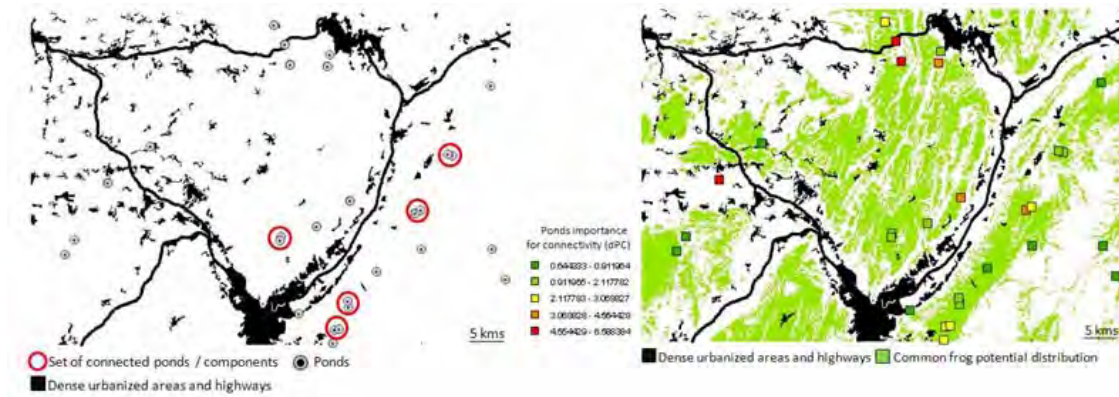 5 kms
Set of connected ponds / components
Ponds
Dense urbanized areas and highways
Ponds importance
for connectivity (dPC)
0.644333 - 0.911964
0.911965 - 2.117782
2.117783 - 3.069827
3.069828 - 4.554428
4.554429 - 6.588384
5 kms
Dense urbanized areas and highways
Common frog potential distribution